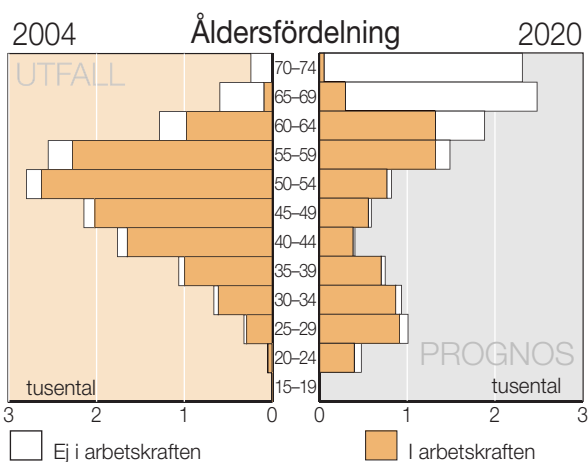 2004 Åldersfördelning 2020
UTFALL
70–74
65–69
60–64
55–59
50–54
45–49
40–44
35–39
30–34
25–29
20–24
PROGNOS
tusental 15–19 tusental
3 2 1 0 0 1 2 3
Ej i arbetskraften I arbetskraften